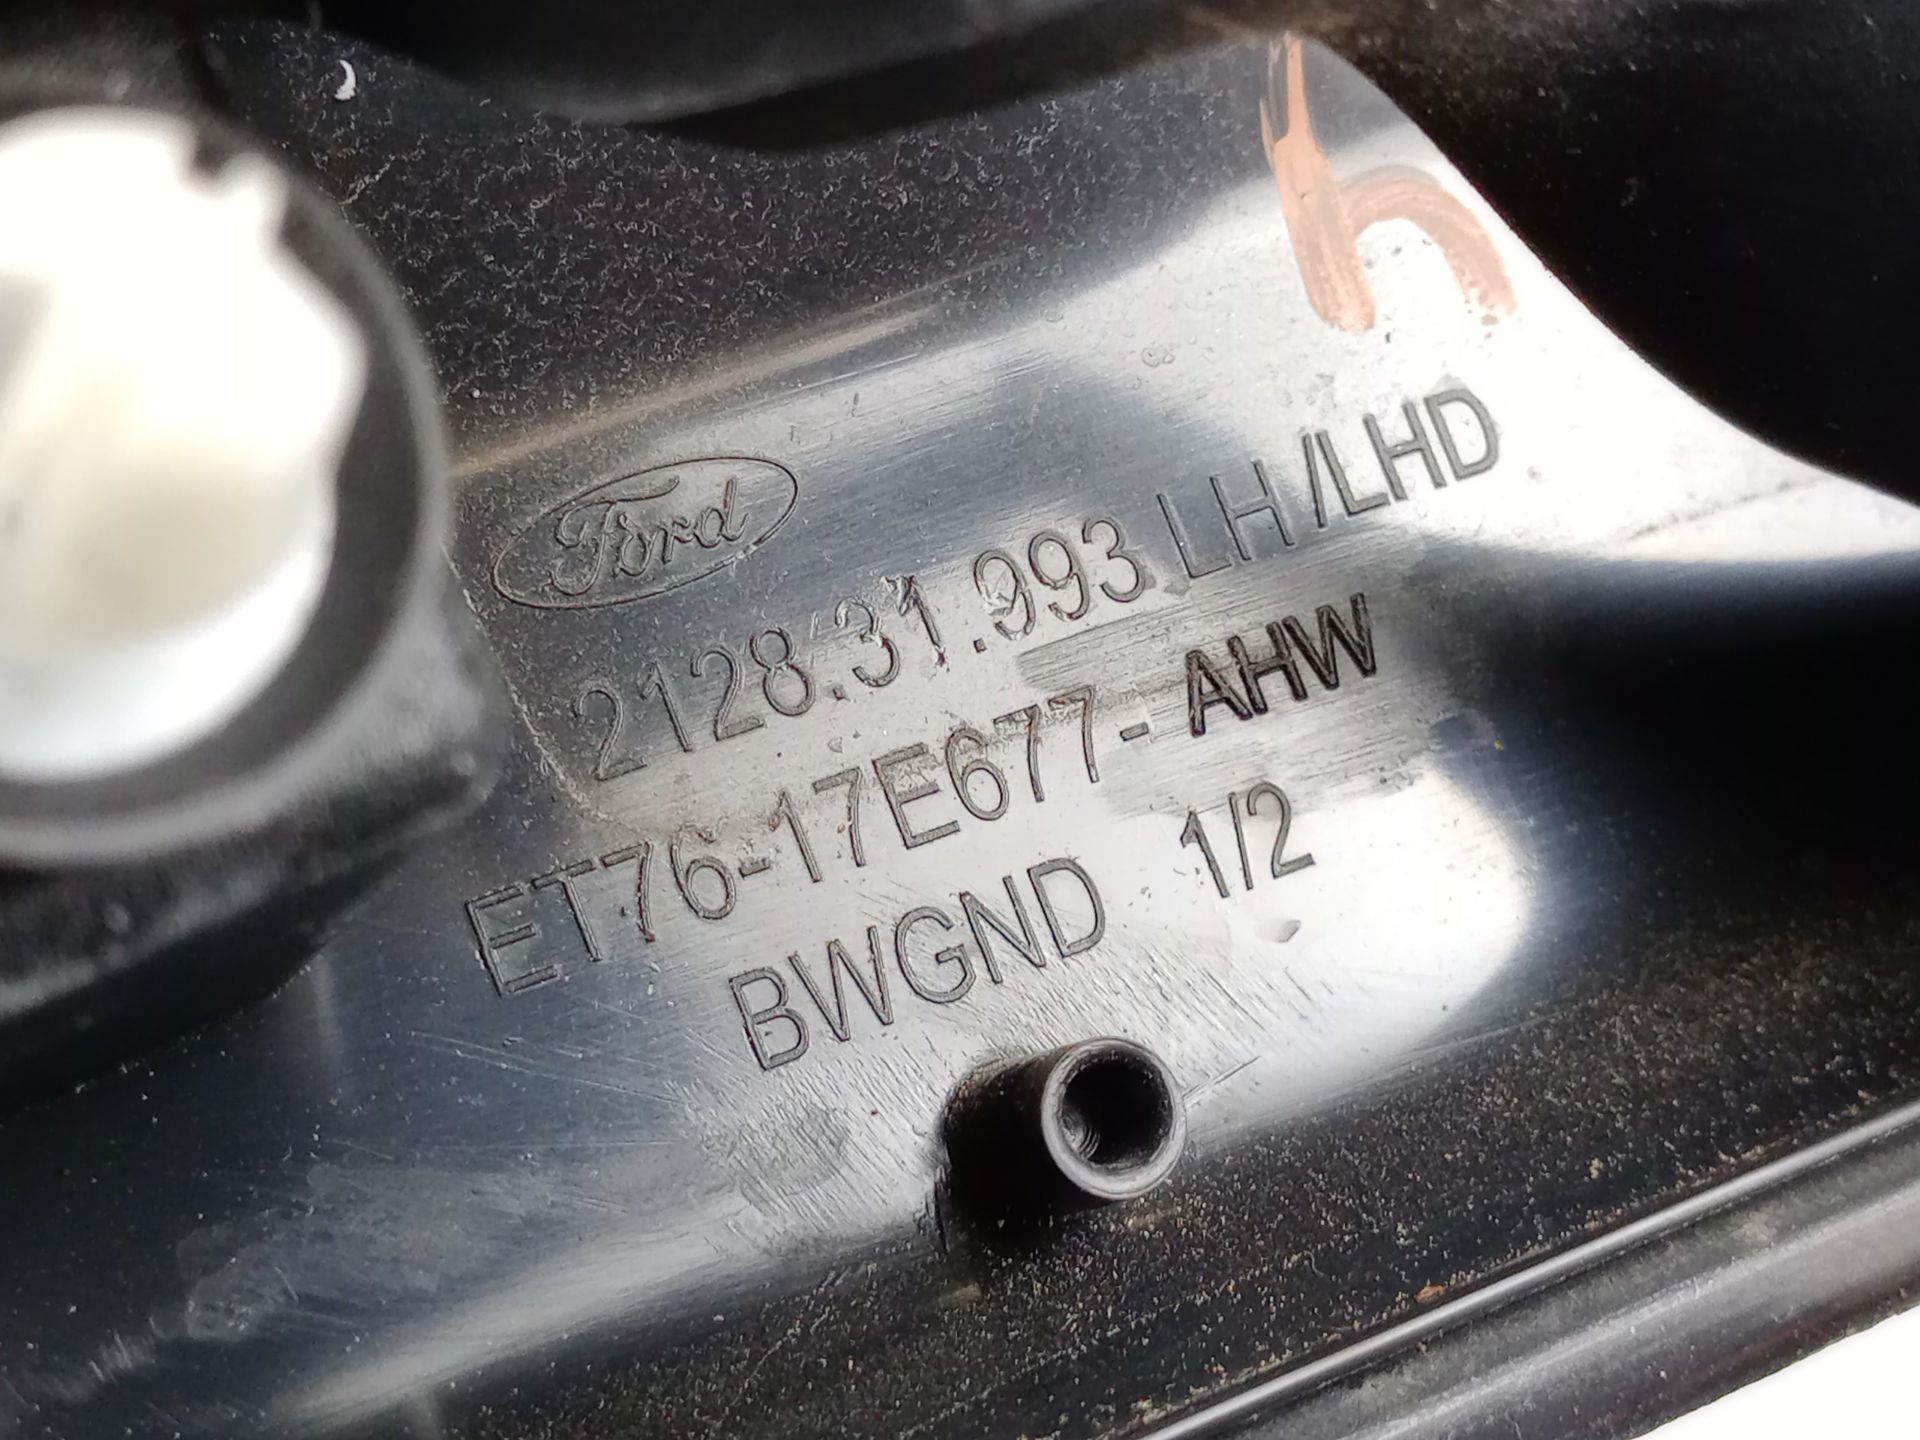 h
Ford
2128.31.993 LH/LHD
ET76-17E677-AHW
BWGND 1/2